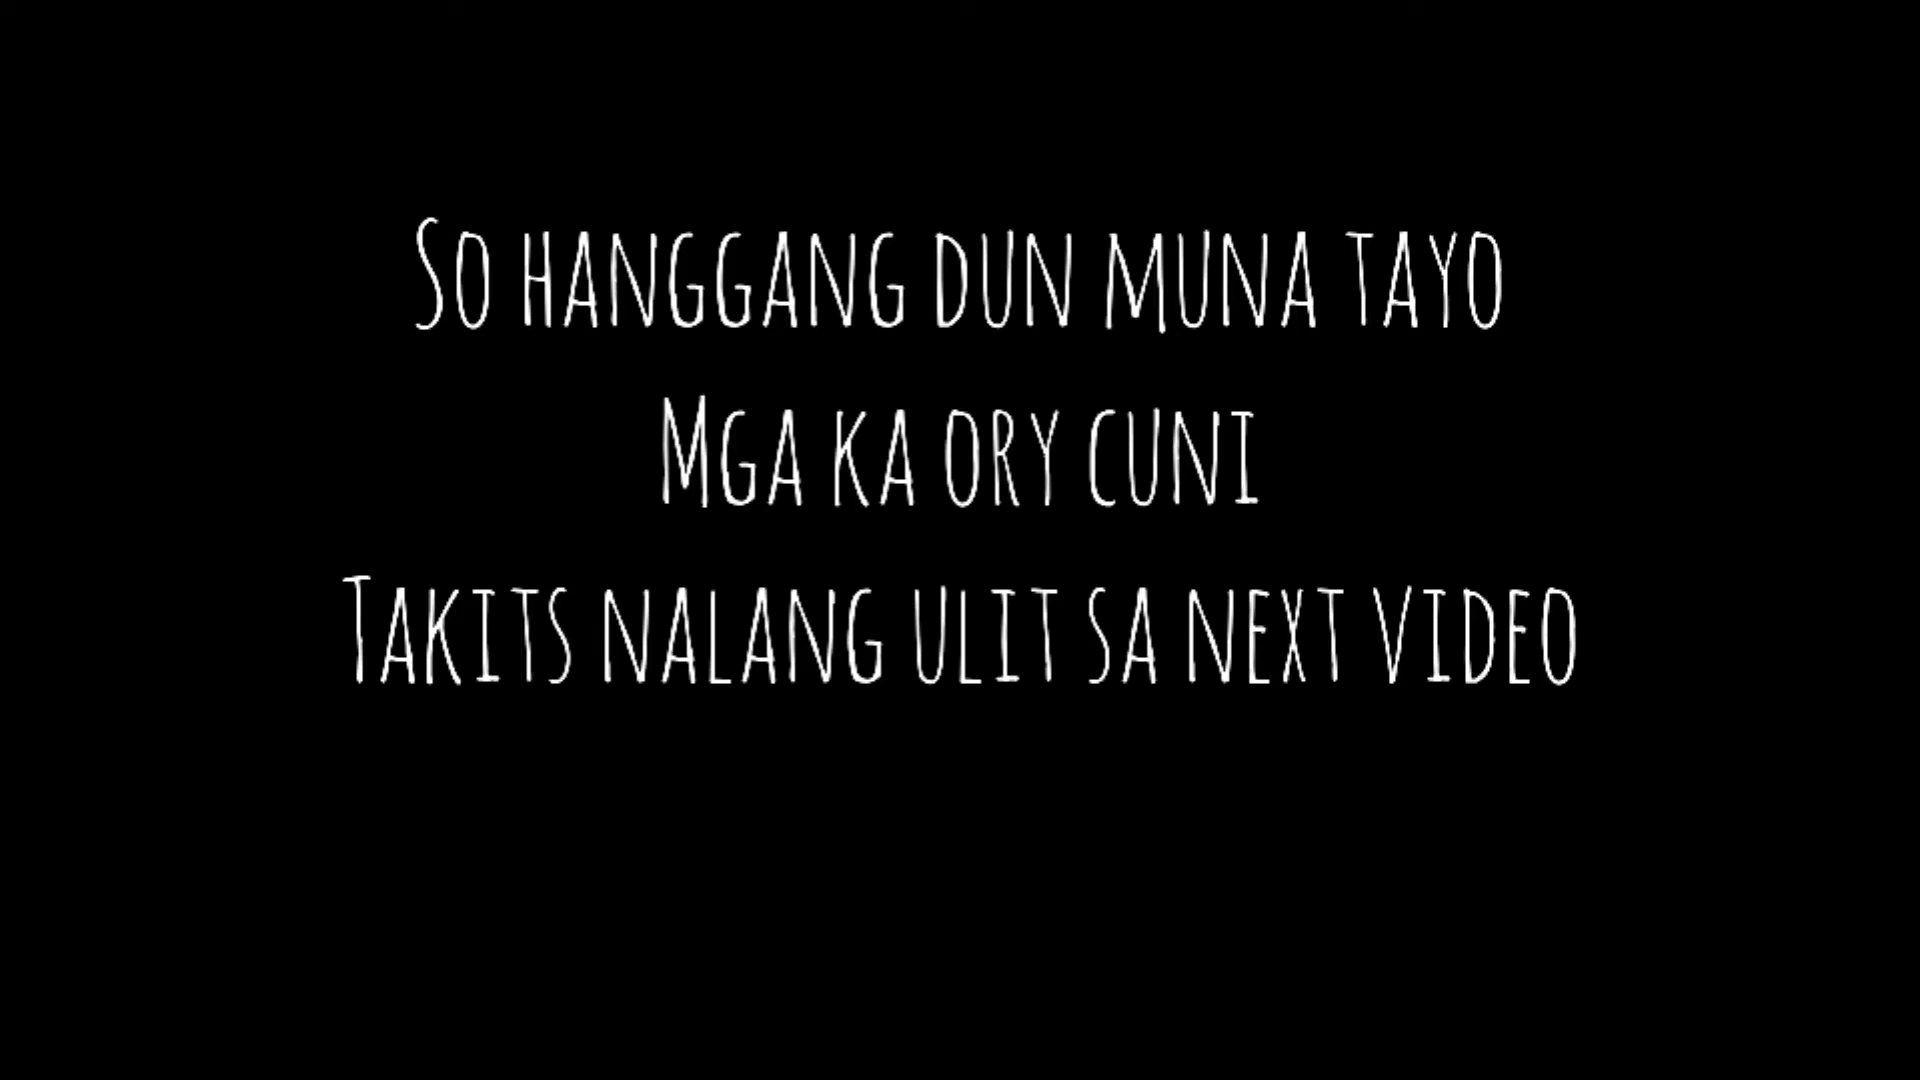 So hanggang dun muna tayo
Mga ka ory cuni
Takits nalang ulit sa next video